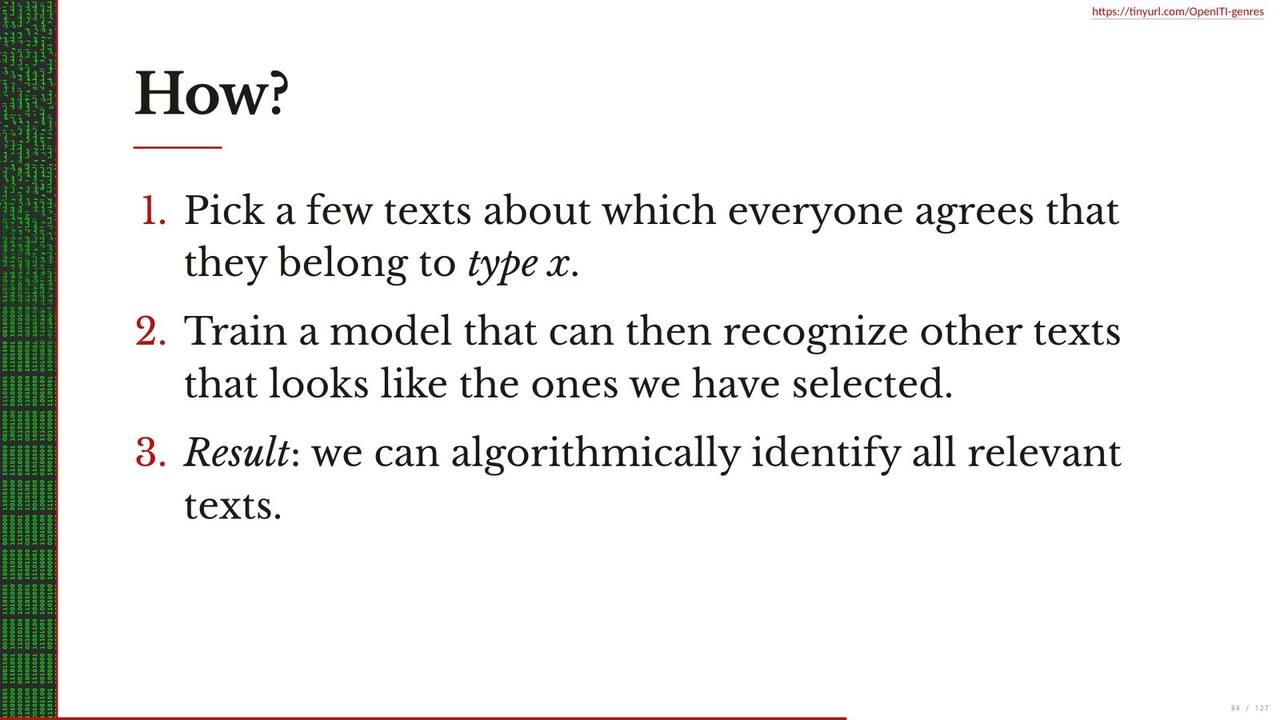 https://tinyurl.com/OpenITI-genres
How?
1. Pick a few texts about which everyone agrees that
they belong to type x.
2. Train a model that can then recognize other texts
that looks like the ones we have selected.
3. Result: we can algorithmically identify all relevant
texts.
84 / 127